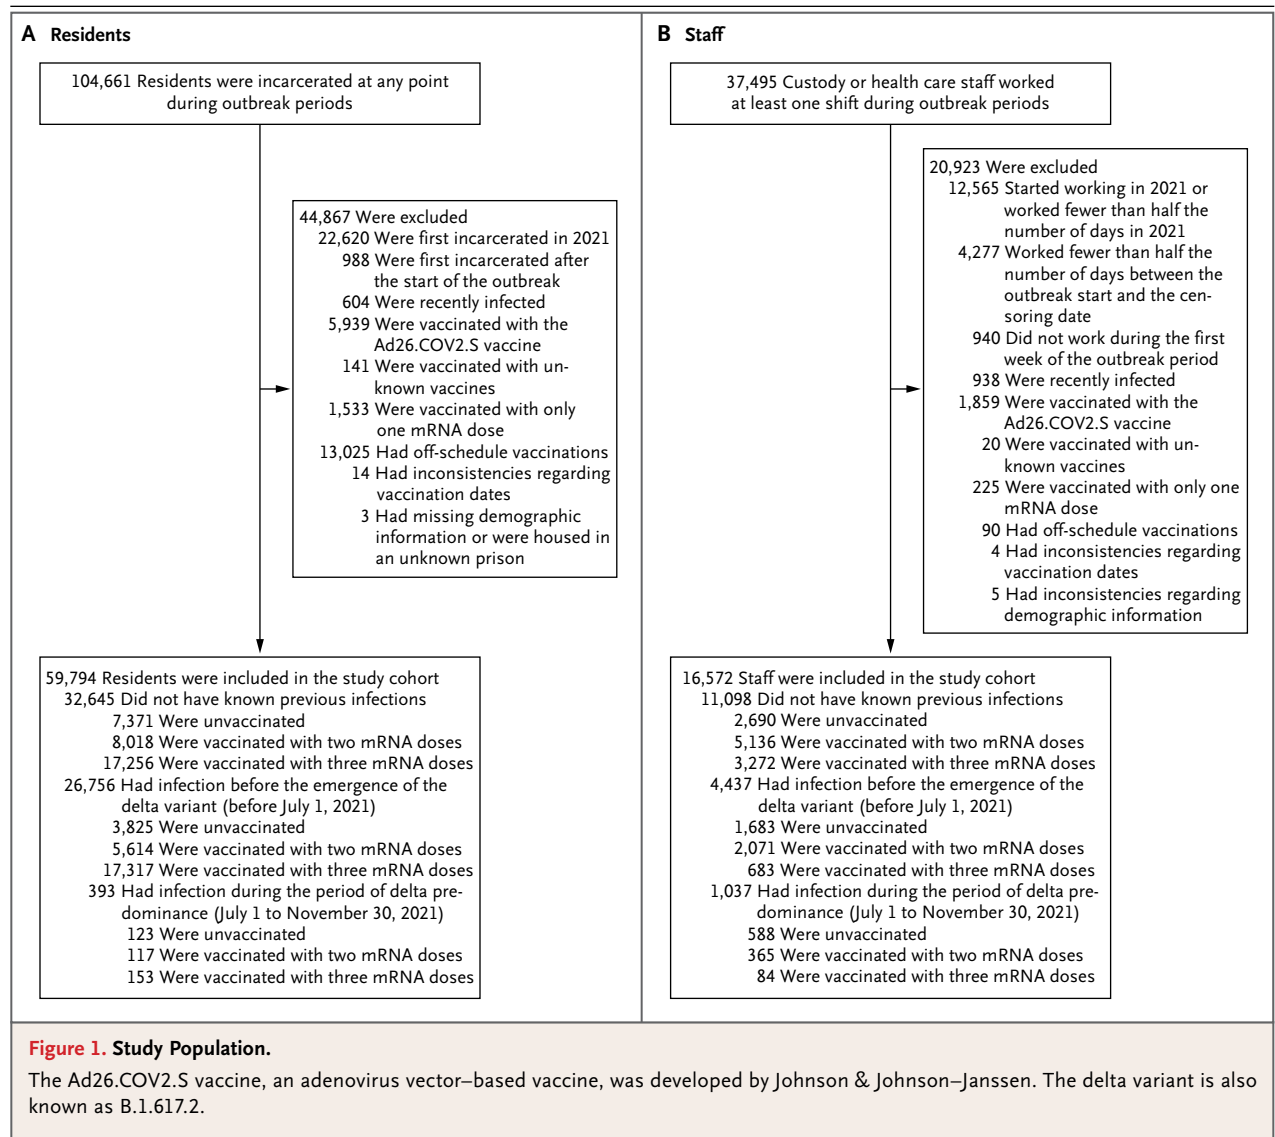 A Residents
104,661 Residents were incarcerated at any point
during outbreak periods
44,867 Were excluded
22,620 Were first incarcerated in 2021
988 Were first incarcerated after
the start of the outbreak
604 Were recently infected
5,939 Were vaccinated with the
Ad26.COV2.S vaccine
141 Were vaccinated with un-
known vaccines
1,533 Were vaccinated with only
one mRNA dose
13,025 Had off-schedule vaccinations
14 Had inconsistencies regarding
vaccination dates
3 Had missing demographic
information or were housed in
an unknown prison
59,794 Residents were included in the study cohort
32,645 Did not have known previous infections
7,371 Were unvaccinated
8,018 Were vaccinated with two mRNA doses
17,256 Were vaccinated with three mRNA doses
26,756 Had infection before the emergence of the
delta variant (before July 1, 2021)
3,825 Were unvaccinated
5,614 Were vaccinated with two mRNA doses
17,317 Were vaccinated with three mRNA doses
393 Had infection during the period of delta pre-
dominance (July 1 to November 30, 2021)
123 Were unvaccinated
117 Were vaccinated with two mRNA doses
153 Were vaccinated with three mRNA doses
B Staff
37,495 Custody or health care staff worked
at least one shift during outbreak periods
20,923 Were excluded
12,565 Started working in 2021 or
worked fewer than half the
number of days in 2021
4,277 Worked fewer than half the
number of days between the
outbreak start and the cen-
soring date
940 Did not work during the first
week of the outbreak period
938 Were recently infected
1,859 Were vaccinated with the
Ad26.COV2.S vaccine
20 Were vaccinated with un-
known vaccines
225 Were vaccinated with only one
mRNA dose
90 Had off-schedule vaccinations
4 Had inconsistencies regarding
vaccination dates
5 Had inconsistencies regarding
demographic information
16,572 Staff were included in the study cohort
11,098 Did not have known previous infections
2,690 Were unvaccinated
5,136 Were vaccinated with two mRNA doses
3,272 Were vaccinated with three mRNA doses
4,437 Had infection before the emergence of the
delta variant (before July 1, 2021)
1,683 Were unvaccinated
2,071 Were vaccinated with two mRNA doses
683 Were vaccinated with three mRNA doses
1,037 Had infection during the period of delta pre-
dominance (July 1 to November 30, 2021)
588 Were unvaccinated
365 Were vaccinated with two mRNA doses
84 Were vaccinated with three mRNA doses
Figure 1. Study Population.
The Ad26.COV2.S vaccine, an adenovirus vector–based vaccine, was developed by Johnson & Johnson–Janssen. The delta variant is also
known as B.1.617.2.